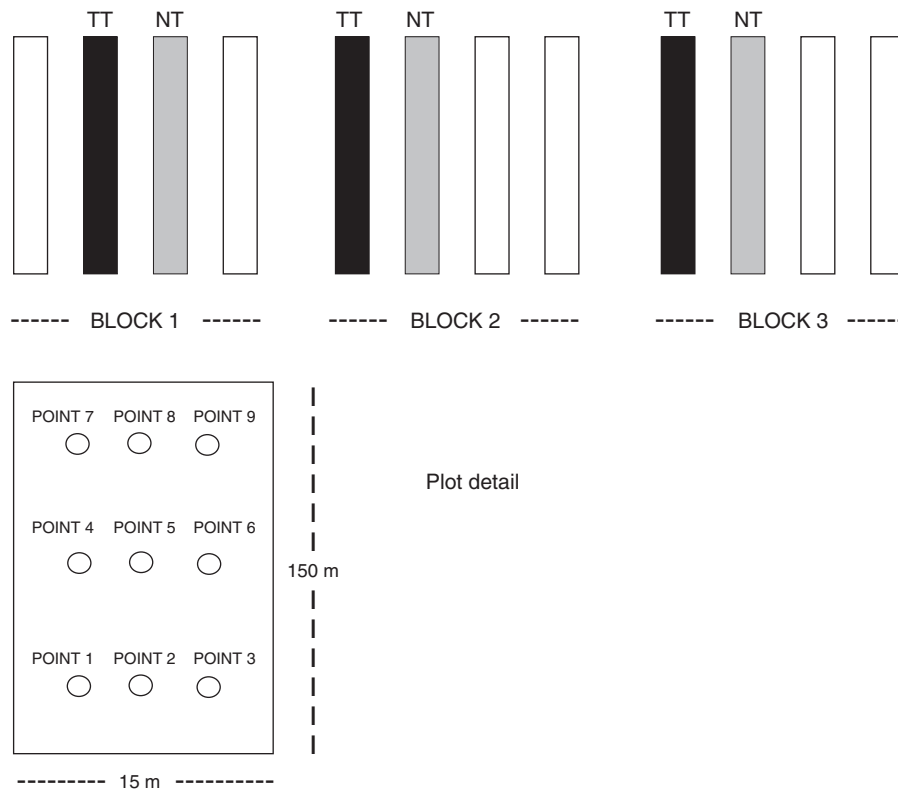 TT NT TT NT TT NT
------ BLOCK 1 ------ ------ BLOCK 2 ------ ------ BLOCK 3 ------
POINT 7 POINT 8 POINT 9
Plot detail
POINT 4 POINT 5 POINT 6
150 m
POINT 1 POINT 2 POINT 3
--------- 15 m ---------